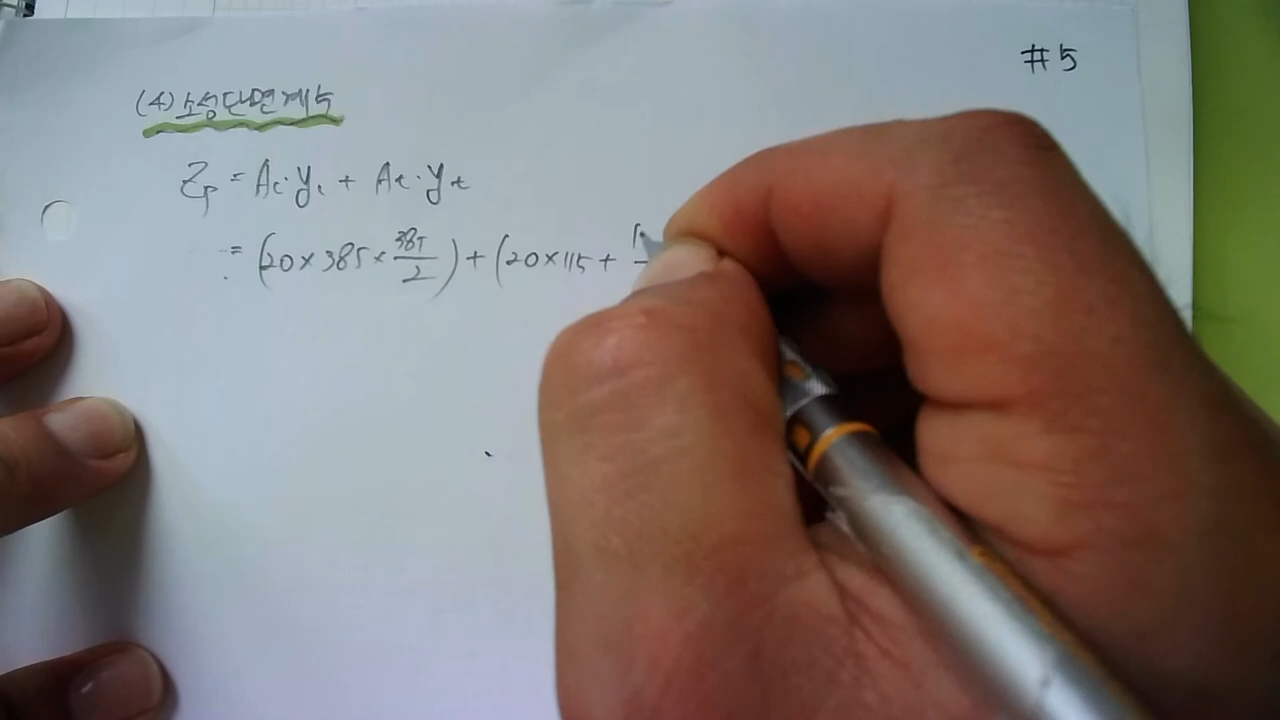 #5
(4) 소성단면계수
Zp = Ac·yc + At·yt
= (20×385×385/2) + (20×115+